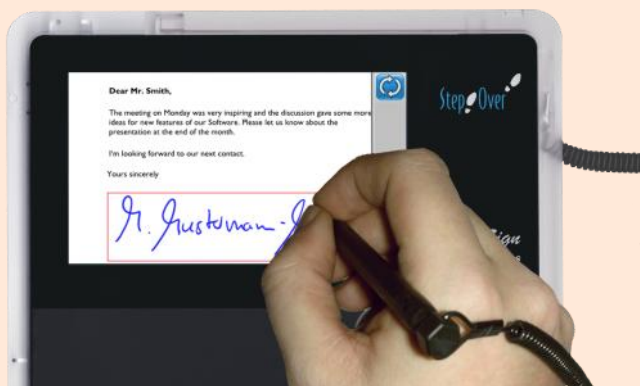 Dear Mr. Smith,
The meeting on Monday was very inspiring and the discussion gave some more
ideas for new features of our Software. Please let us know about the
presentation at the end of the month.
I'm looking forward to our next contact.
Yours sincerely
M. Mustermann-
StepOver